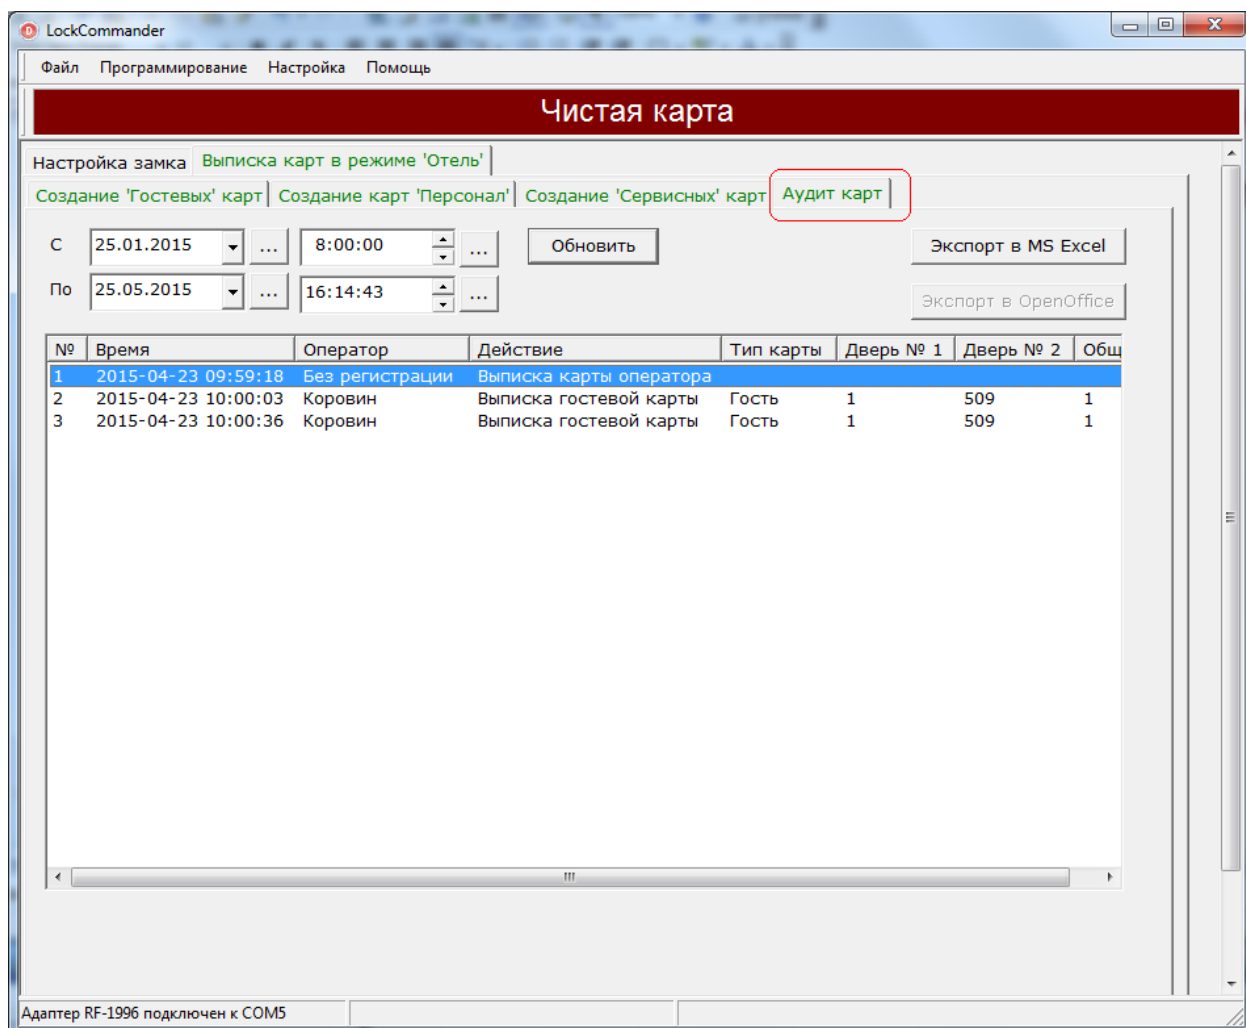 LockCommander
Файл Программирование Настройка Помощь
Чистая карта
Настройка замка Выписка карт в режиме 'Отель'
Создание 'Гостевых' карт Создание карт 'Персонал' Создание 'Сервисных' карт Аудит карт
С 25.01.2015 ... 8:00:00 ... Обновить Экспорт в MS Excel
По 25.05.2015 ... 16:14:43 ... Экспорт в OpenOffice
№ Время Оператор Действие Тип карты Дверь № 1 Дверь № 2 Общ
1 2015-04-23 09:59:18 Без регистрации Выписка карты оператора
2 2015-04-23 10:00:03 Коровин Выписка гостевой карты Гость 1 509 1
3 2015-04-23 10:00:36 Коровин Выписка гостевой карты Гость 1 509 1
Адаптер RF-1996 подключен к COM5